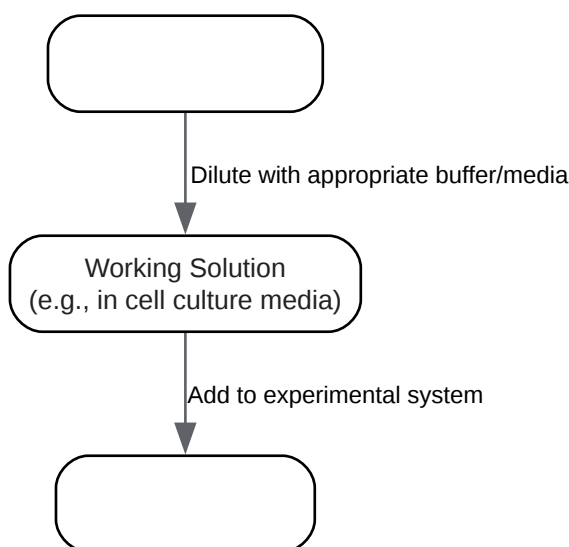 Dilute with appropriate buffer/media
Working Solution
(e.g., in cell culture media)
Add to experimental system